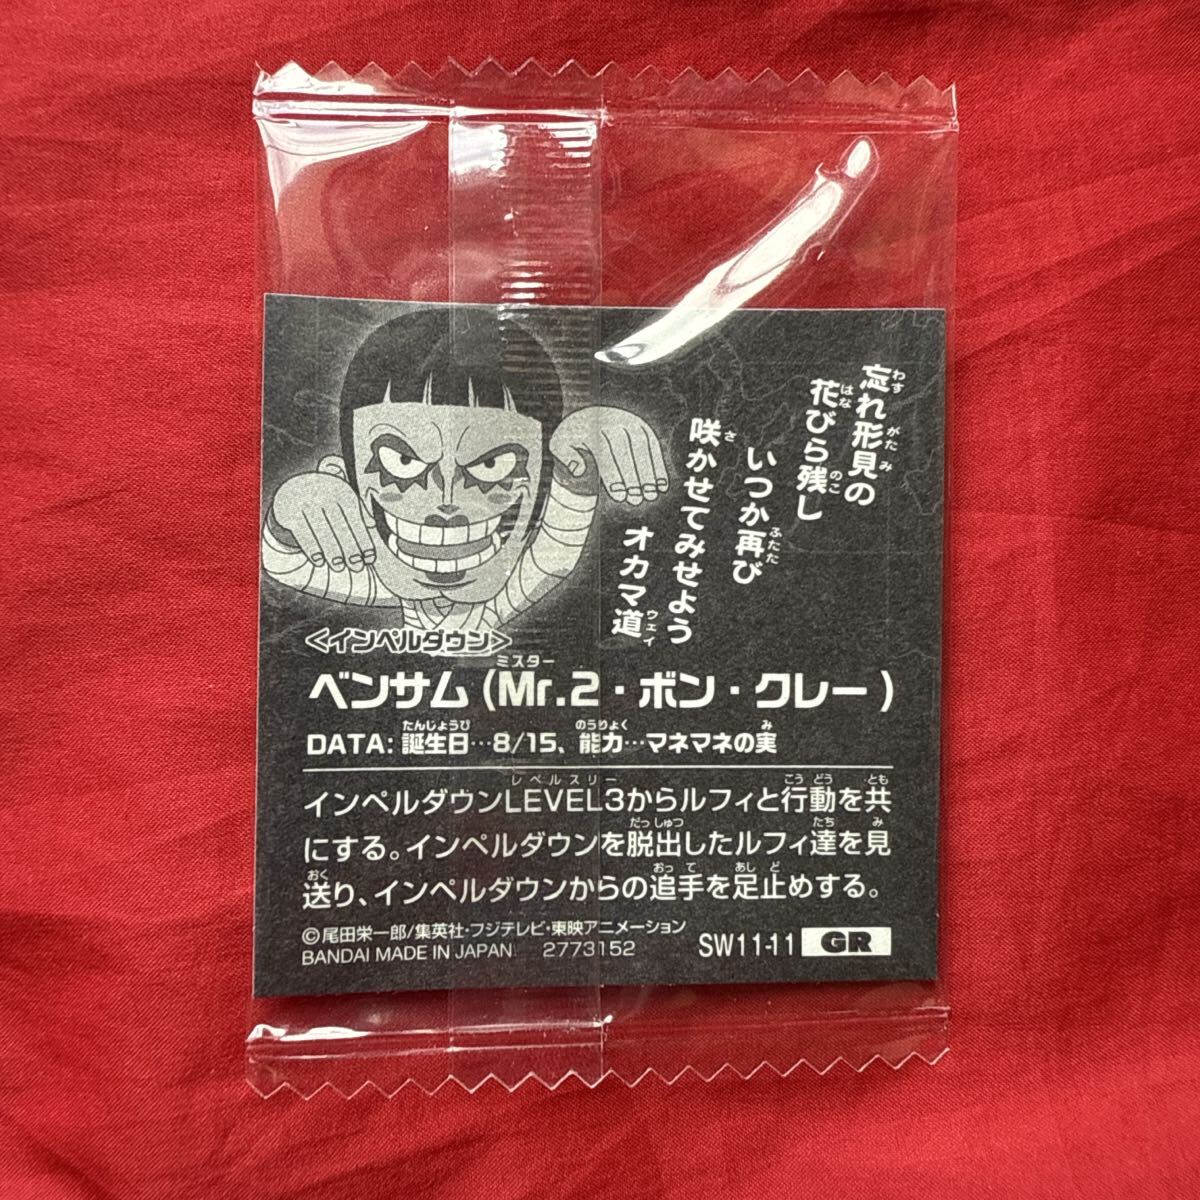 忘れ形見の
花びら残し
いつか再び
咲かせてみせよう
オカマ道
<インペルダウン>
ベンサム(Mr.2・ボン・クレー)
DATA:誕生日…8/15、能力…マネマネの実
インペルダウンLEVEL3からルフィと行動を共
にする。インペルダウンを脱出したルフィ達を見
送り、インペルダウンからの追手を足止めする。
©尾田栄一郎/集英社・フジテレビ・東映アニメーション
BANDAI MADE IN JAPAN 2773152 SW11-11 GR